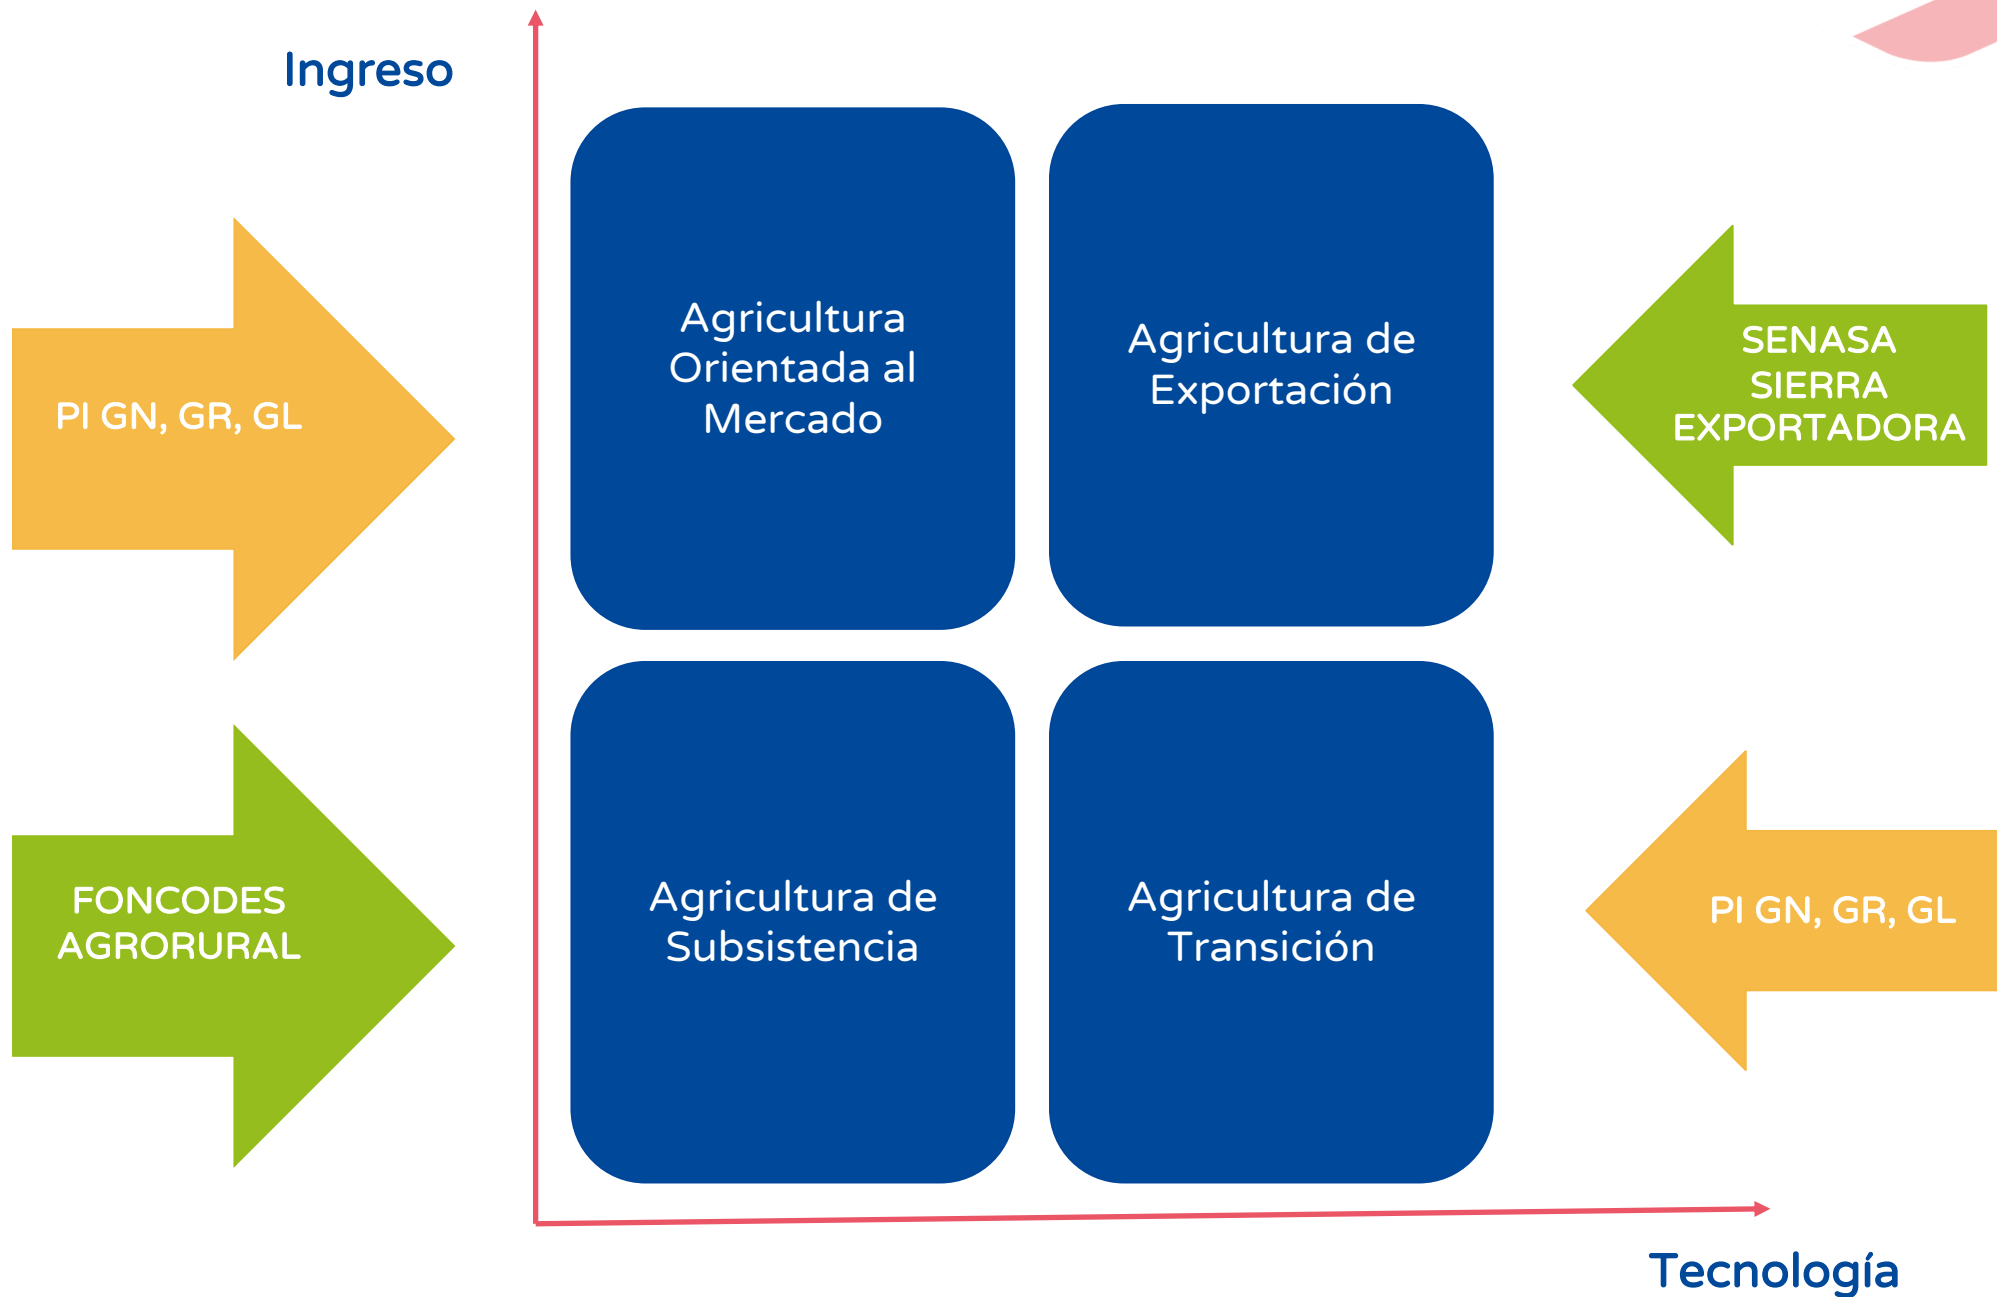 Ingreso
PI GN, GR, GL
Agricultura
Orientada al
Mercado
Agricultura de
Exportación
SENASA
SIERRA
EXPORTADORA
FONCODES
AGRORURAL
Agricultura de
Subsistencia
Agricultura de
Transición
PI GN, GR, GL
Tecnología